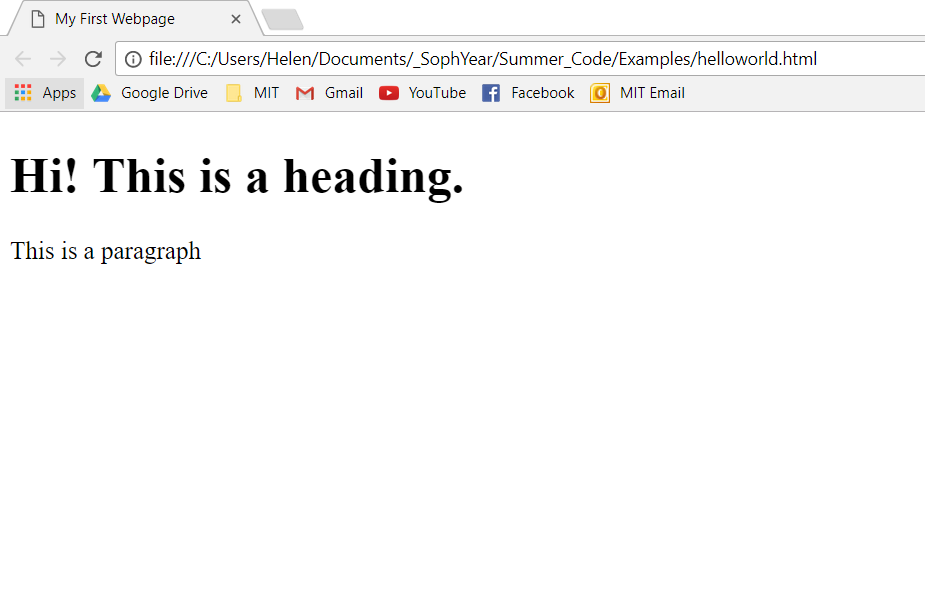 My First Webpage
file:///C:/Users/Helen/Documents/_SophYear/Summer_Code/Examples/helloworld.html
Apps Google Drive MIT Gmail YouTube Facebook MIT Email
Hi! This is a heading.
This is a paragraph